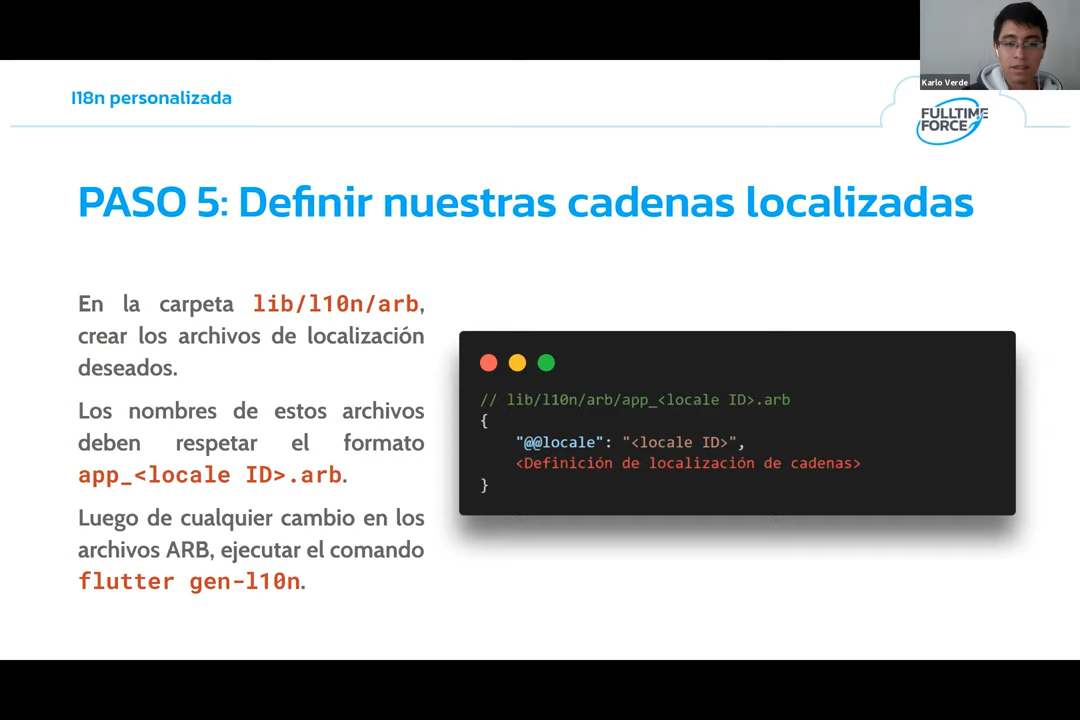 Karlo Verde
I18n personalizada
FULLTIME
FORCE
PASO 5: Definir nuestras cadenas localizadas
En la carpeta lib/l10n/arb,
crear los archivos de localización
deseados.
Los nombres de estos archivos
deben respetar el formato
app_<locale ID>.arb.
Luego de cualquier cambio en los
archivos ARB, ejecutar el comando
flutter gen-l10n.
// lib/l10n/arb/app_<locale ID>.arb
{
"@@locale": "<locale ID>",
<Definición de localización de cadenas>
}